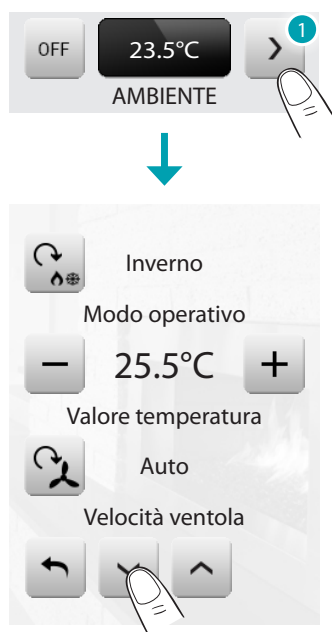 1
OFF
23.5°C
AMBIENTE
Inverno
Modo operativo
25.5°C
Valore temperatura
Auto
Velocità ventola